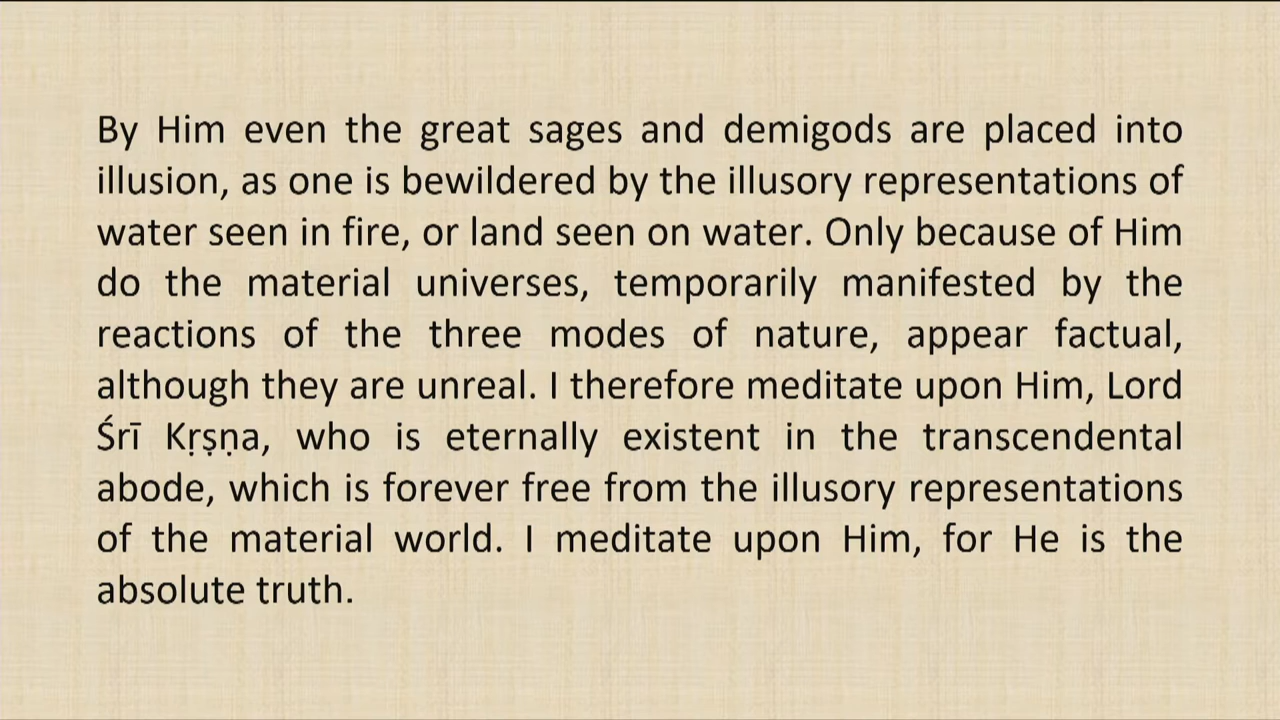 By Him even the great sages and demigods are placed into
illusion, as one is bewildered by the illusory representations of
water seen in fire, or land seen on water. Only because of Him
do the material universes, temporarily manifested by the
reactions of the three modes of nature, appear factual,
although they are unreal. I therefore meditate upon Him, Lord
Śrī Kṛṣṇa, who is eternally existent in the transcendental
abode, which is forever free from the illusory representations
of the material world. I meditate upon Him, for He is the
absolute truth.